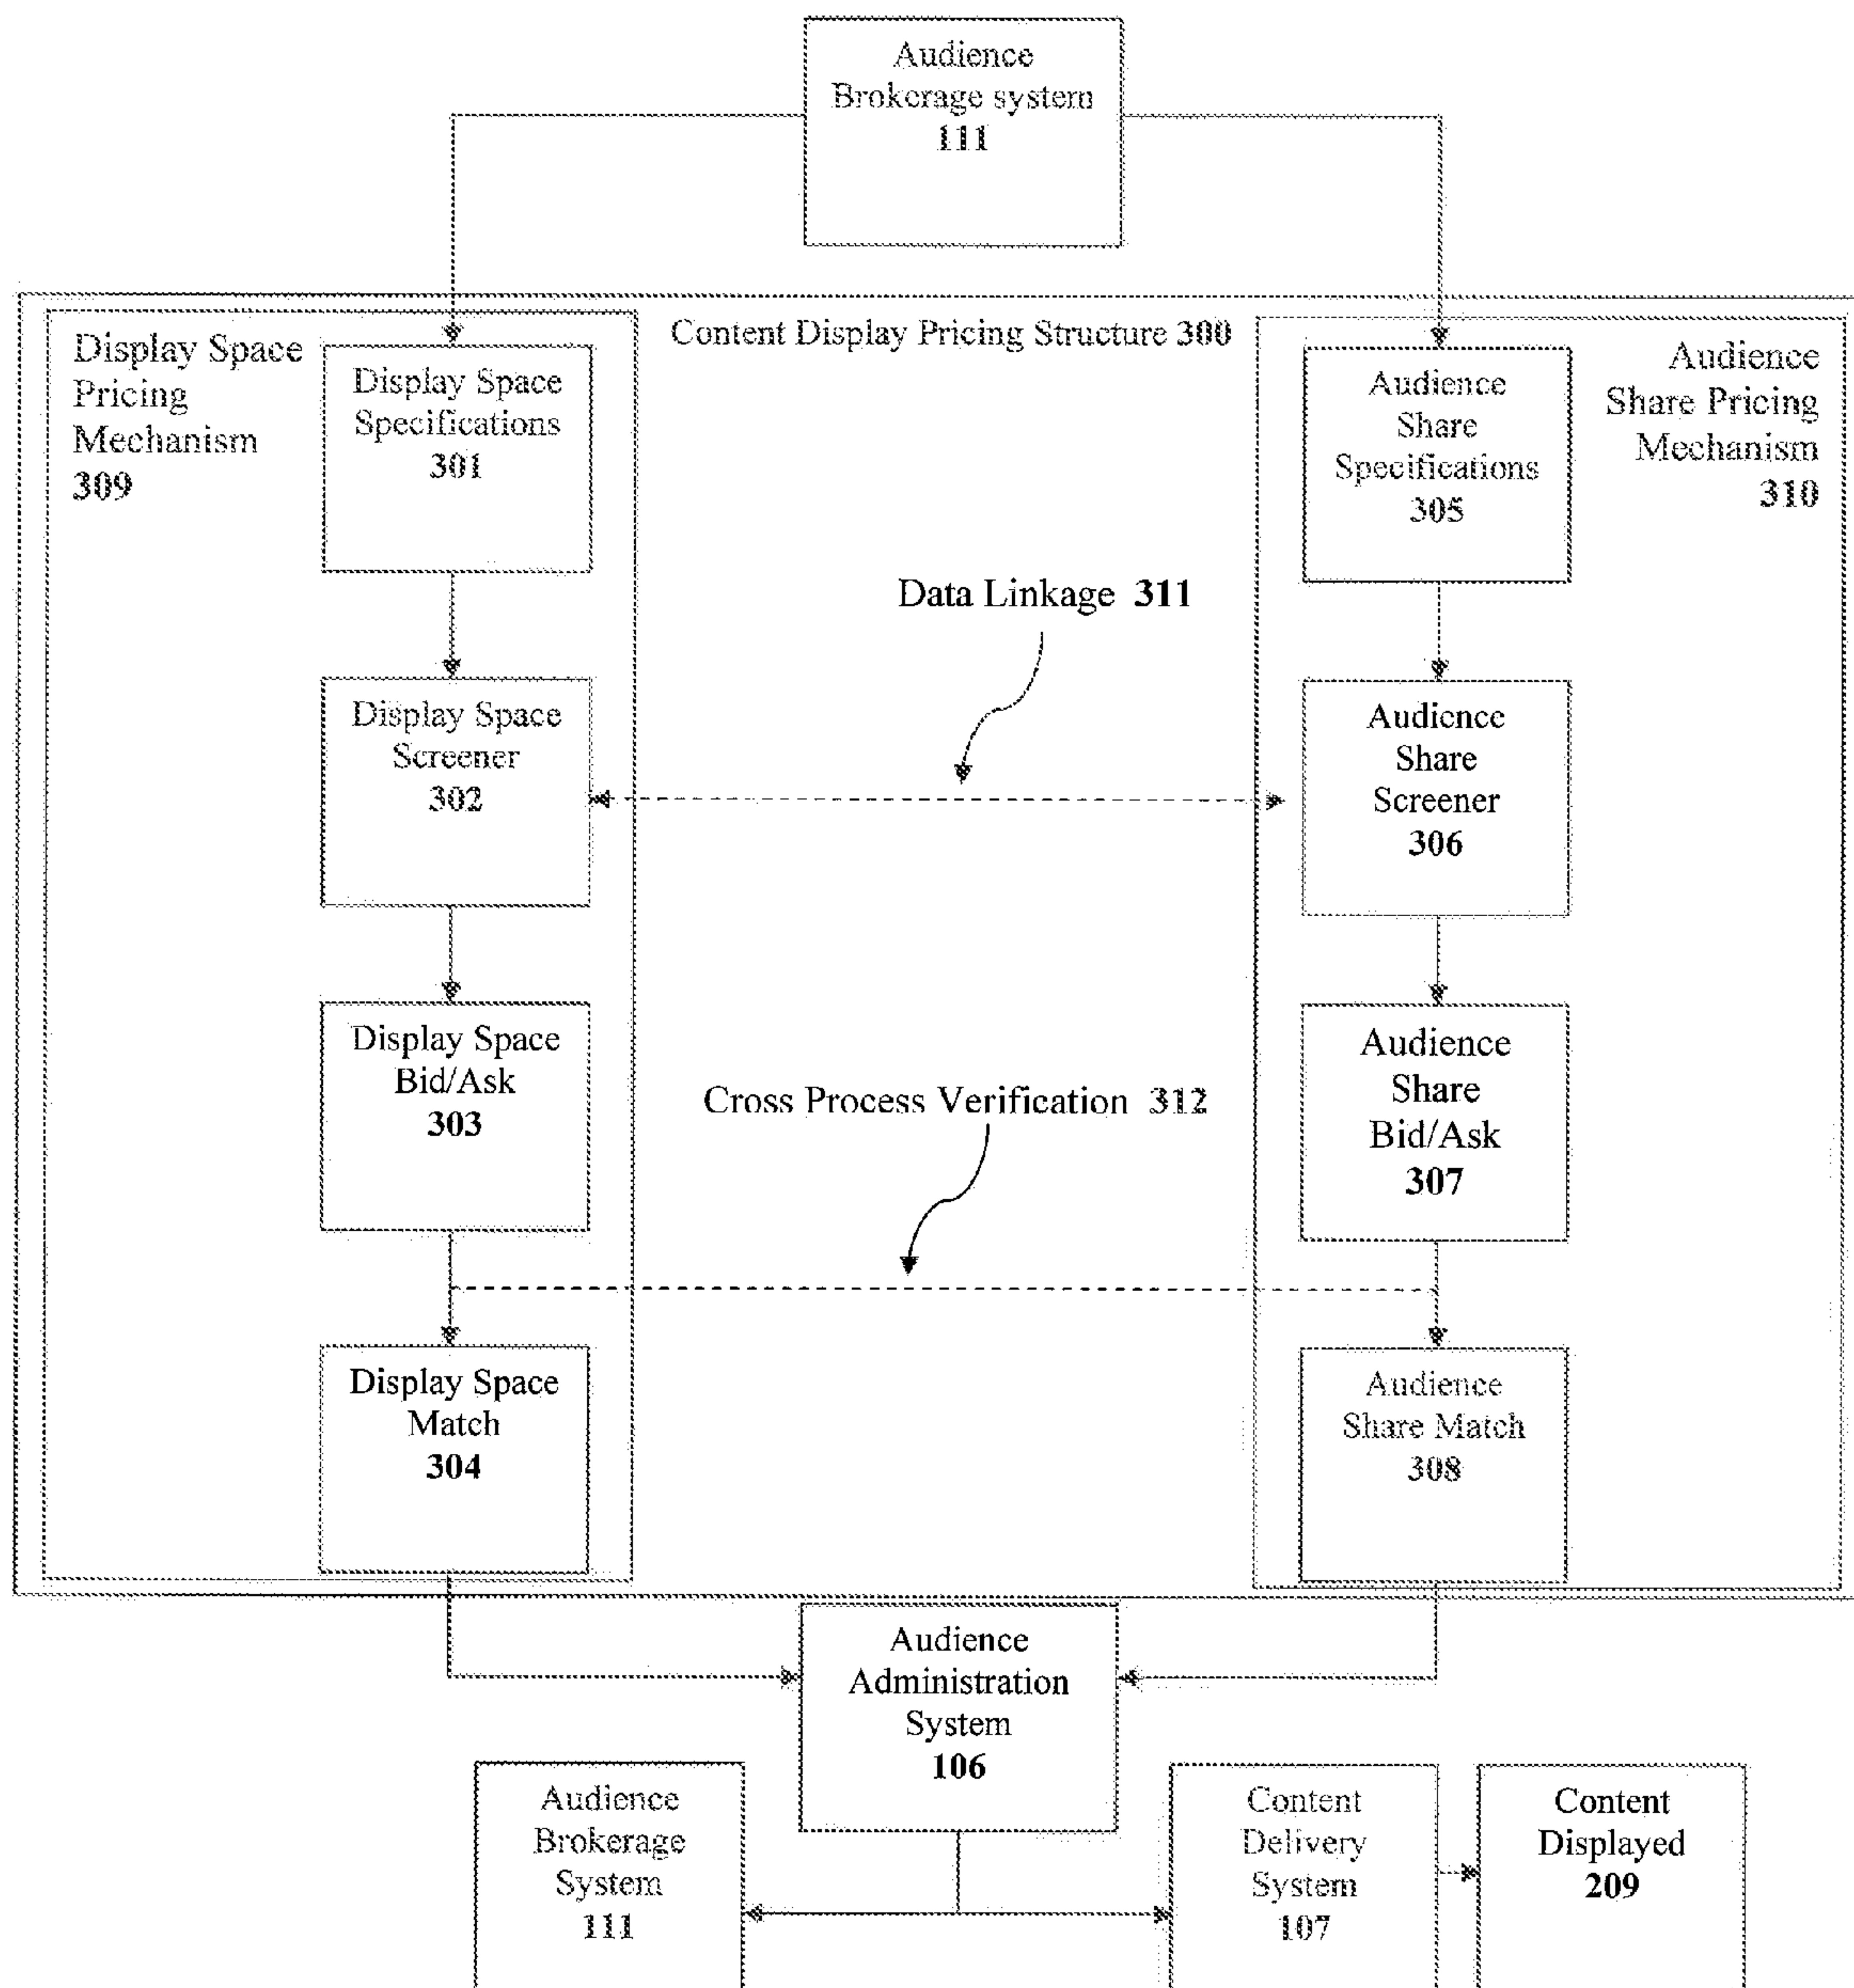 Audience
Brokerage system
111
Content Display Pricing Structure 300
Display Space
Pricing
Mechanism
309
Display Space
Specifications
301
Audience
Share
Specifications
305
Audience
Share Pricing
Mechanism
310
Data Linkage 311
Display Space
Screener
302
Audience
Share
Screener
306
Display Space
Bid/Ask
303
Cross Process Verification 312
Audience
Share
Bid/Ask
307
Display Space
Match
304
Audience
Share Match
308
Audience
Administration
System
106
Audience
Brokerage
System
111
Content
Delivery
System
107
Content
Displayed
209